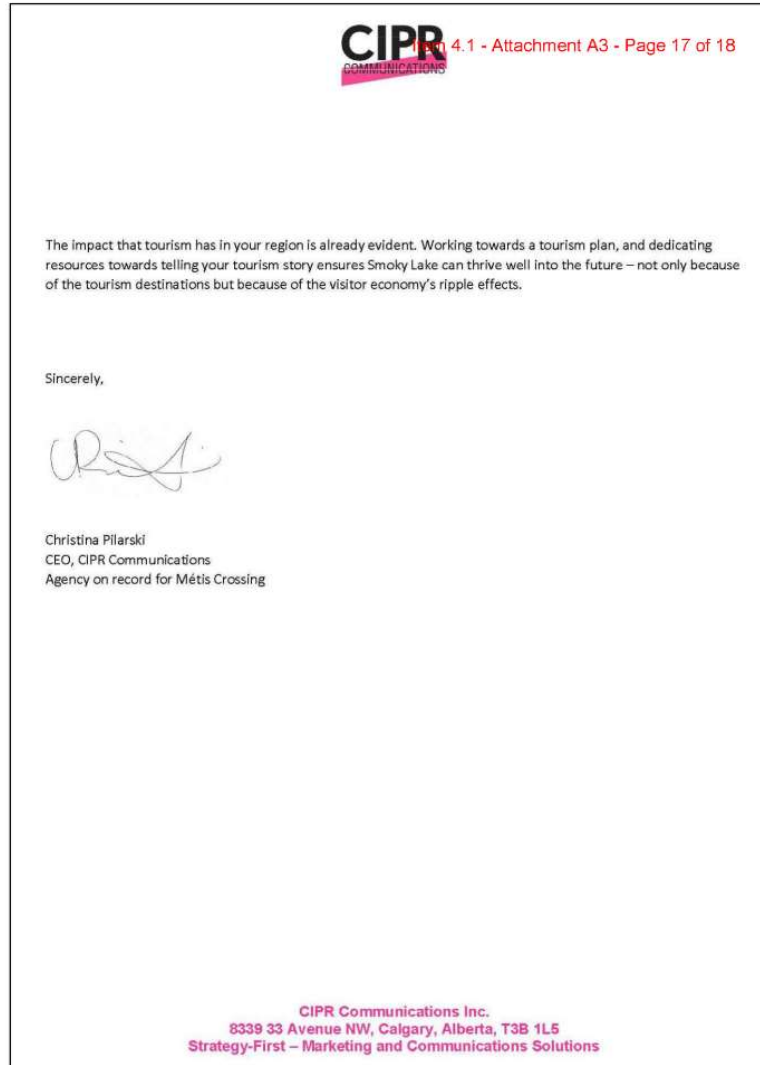 CIPR
COMMUNICATIONS
Item 4.1 - Attachment A3 - Page 17 of 18
The impact that tourism has in your region is already evident. Working towards a tourism plan, and dedicating
resources towards telling your tourism story ensures Smoky Lake can thrive well into the future – not only because
of the tourism destinations but because of the visitor economy's ripple effects.
Sincerely,
Christina Pilarski
CEO, CIPR Communications
Agency on record for Métis Crossing
CIPR Communications Inc.
8339 33 Avenue NW, Calgary, Alberta, T3B 1L5
Strategy-First – Marketing and Communications Solutions